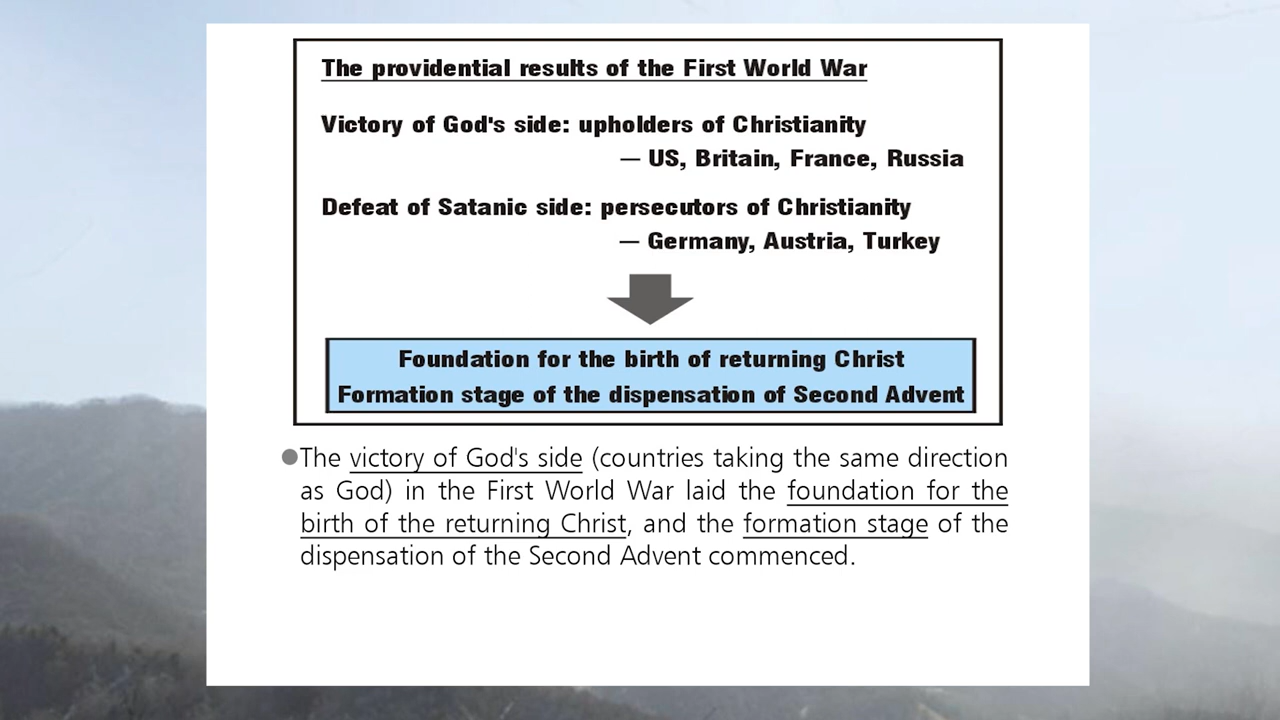 The providential results of the First World War
Victory of God's side: upholders of Christianity
— US, Britain, France, Russia
Defeat of Satanic side: persecutors of Christianity
— Germany, Austria, Turkey
Foundation for the birth of returning Christ
Formation stage of the dispensation of Second Advent
●The victory of God's side (countries taking the same direction
as God) in the First World War laid the foundation for the
birth of the returning Christ, and the formation stage of the
dispensation of the Second Advent commenced.